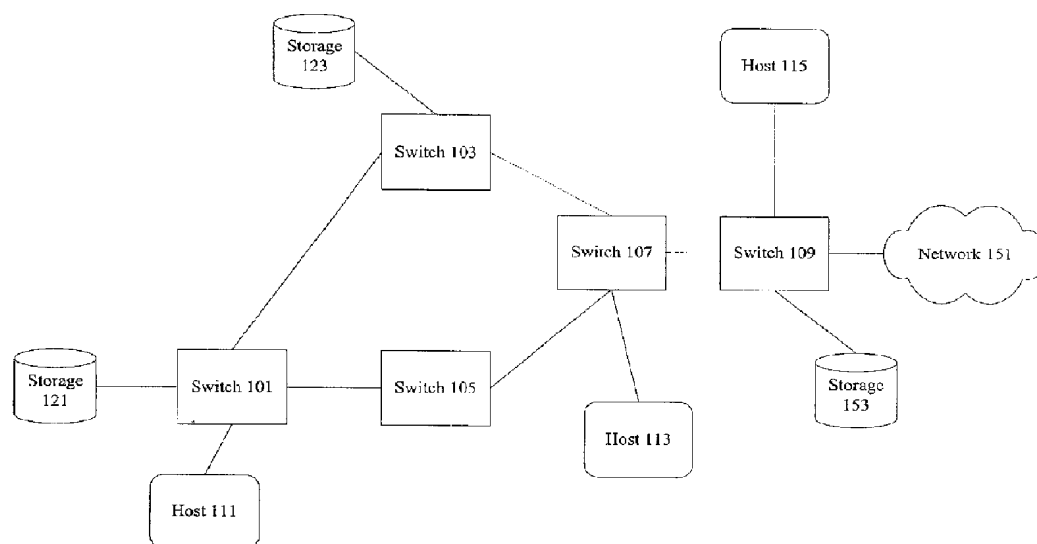 Storage
123
Host 115
Switch 103
Switch 107
Switch 109
Network 151
Storage
121
Switch 101
Switch 105
Storage
153
Host 113
Host 111